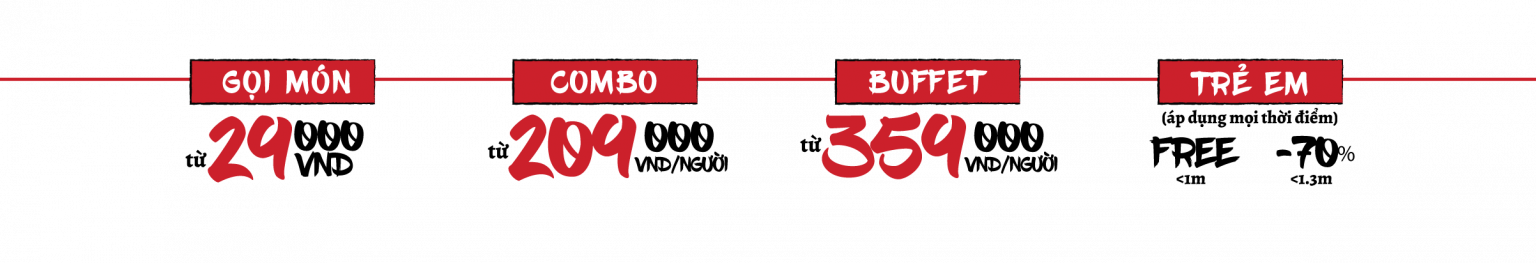 GỌI MÓN
từ 29 000 VND
COMBO
từ 209 000 VND/NGƯỜI
BUFFET
từ 359 000 VND/NGƯỜI
TRẺ EM
(áp dụng mọi thời điểm)
FREE -70%
<1m <1.3m